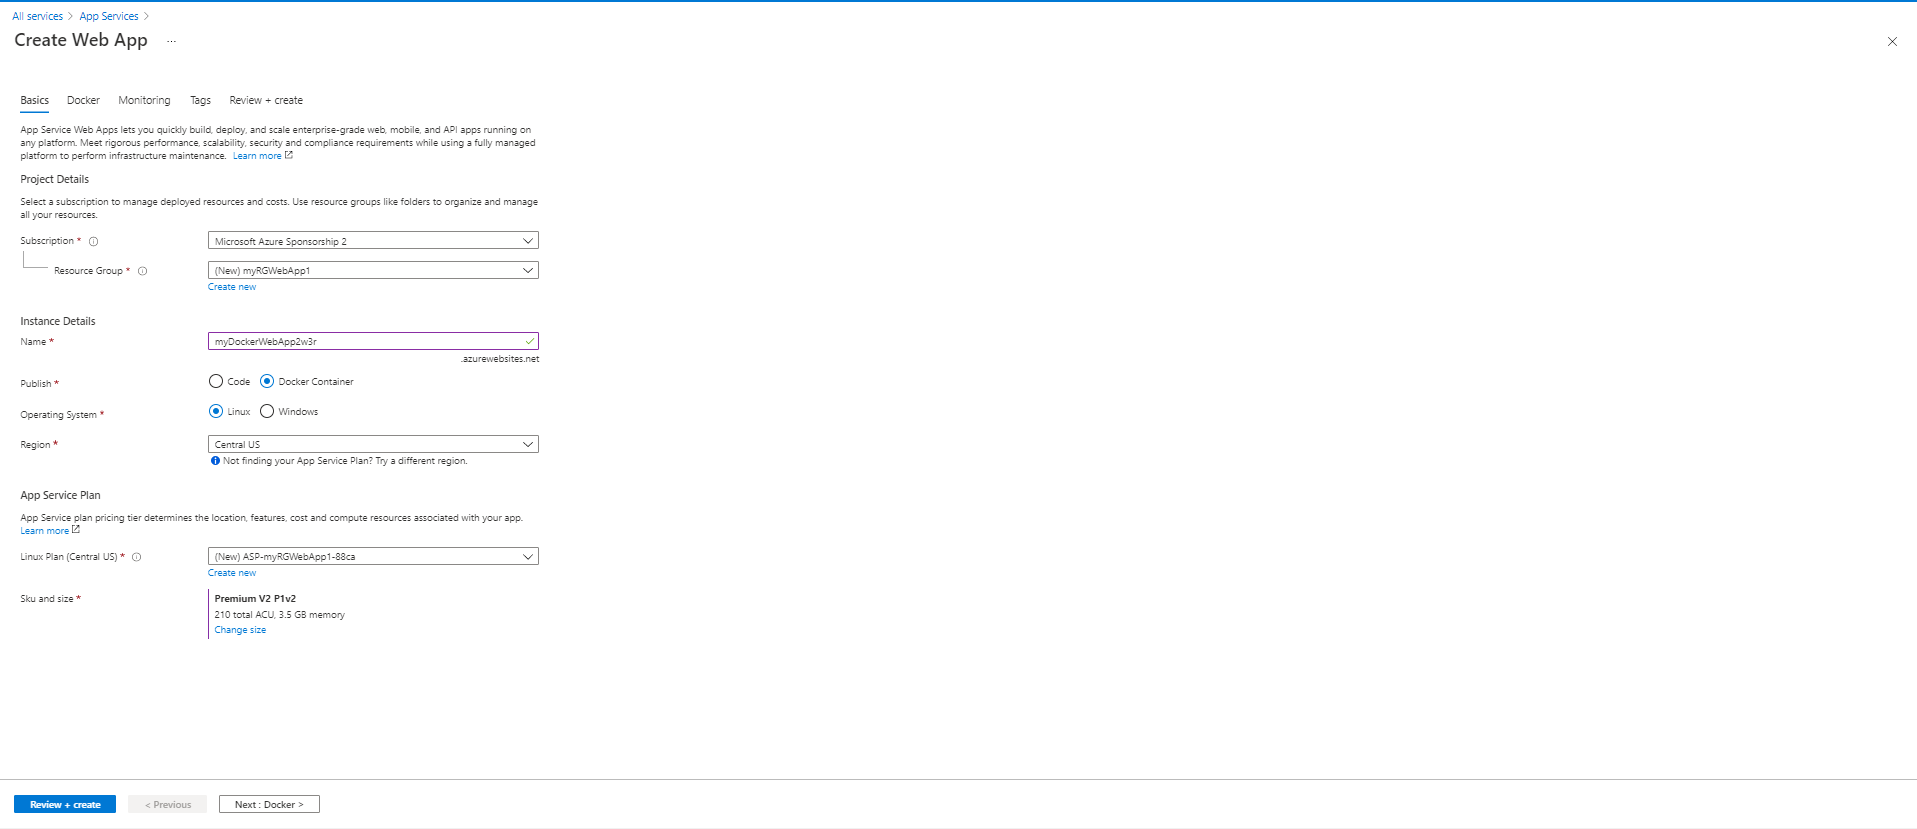 All services > App Services >
Create Web App ...
Basics Docker Monitoring Tags Review + create
App Service Web Apps lets you quickly build, deploy, and scale enterprise-grade web, mobile, and API apps running on
any platform. Meet rigorous performance, scalability, security and compliance requirements while using a fully managed
platform to perform infrastructure maintenance. Learn more
Project Details
Select a subscription to manage deployed resources and costs. Use resource groups like folders to organize and manage
all your resources.
Subscription * Microsoft Azure Sponsorship 2
Resource Group * (New) myRGWebApp1
Create new
Instance Details
Name * myDockerWebApp2w3r
.azurewebsites.net
Publish * Code Docker Container
Operating System * Linux Windows
Region * Central US
Not finding your App Service Plan? Try a different region.
App Service Plan
App Service plan pricing tier determines the location, features, cost and compute resources associated with your app.
Learn more
Linux Plan (Central US) * (New) ASP-myRGWebApp1-88ca
Create new
Sku and size * Premium V2 P1v2
210 total ACU, 3.5 GB memory
Change size
Review + create < Previous Next : Docker >